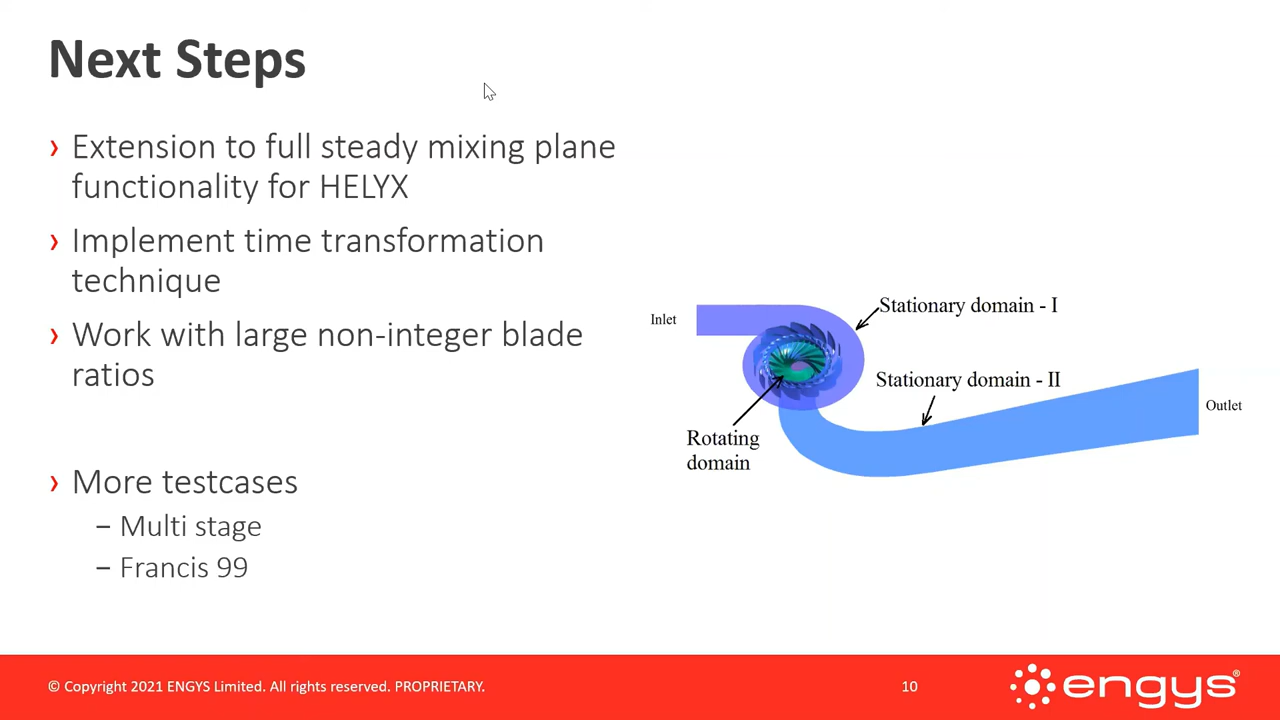 Next Steps
› Extension to full steady mixing plane
functionality for HELYX
› Implement time transformation
technique
› Work with large non-integer blade
ratios
› More testcases
– Multi stage
– Francis 99
Inlet
Stationary domain - I
Stationary domain - II
Outlet
Rotating
domain
© Copyright 2021 ENGYS Limited. All rights reserved. PROPRIETARY.
10
engys®